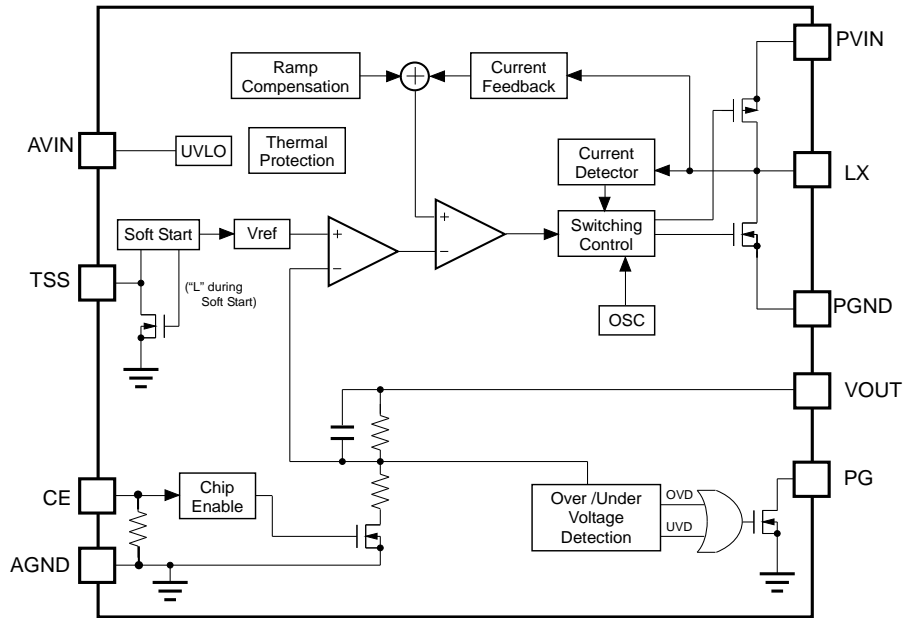 PVIN
Ramp
Compensation
Current
Feedback
AVIN
UVLO
Thermal
Protection
Current
Detector
LX
Soft Start
Vref
+
−
+
−
Switching
Control
TSS
("L" during
Soft Start)
OSC
PGND
VOUT
CE
Chip
Enable
Over /Under
Voltage
Detection
OVD
UVD
PG
AGND